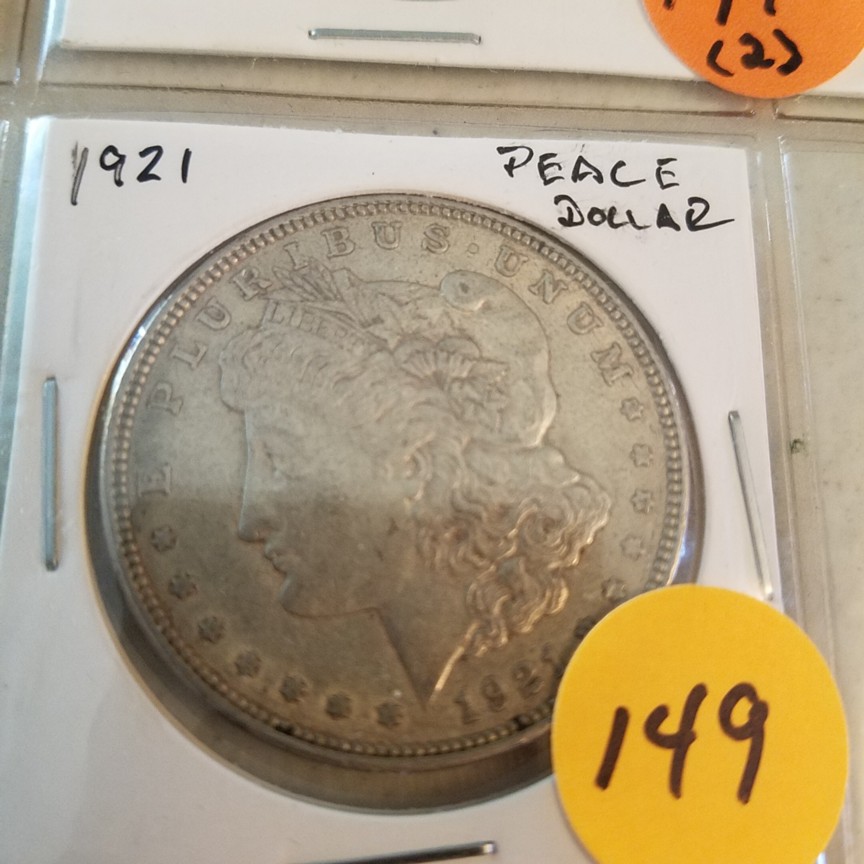 (2)
1921
PEACE
DOLLAR
E PLURIBUS · UNUM
LIBERTY
1921
149